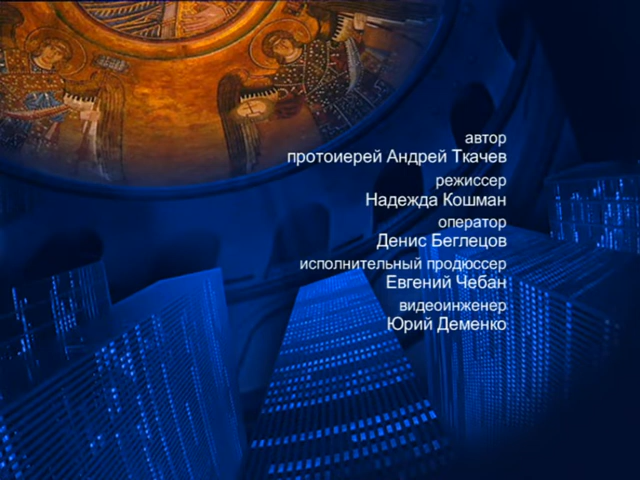 автор
протоиерей Андрей Ткачев
режиссер
Надежда Кошман
оператор
Денис Беглецов
исполнительный продюссер
Евгений Чебан
видеоинженер
Юрий Деменко